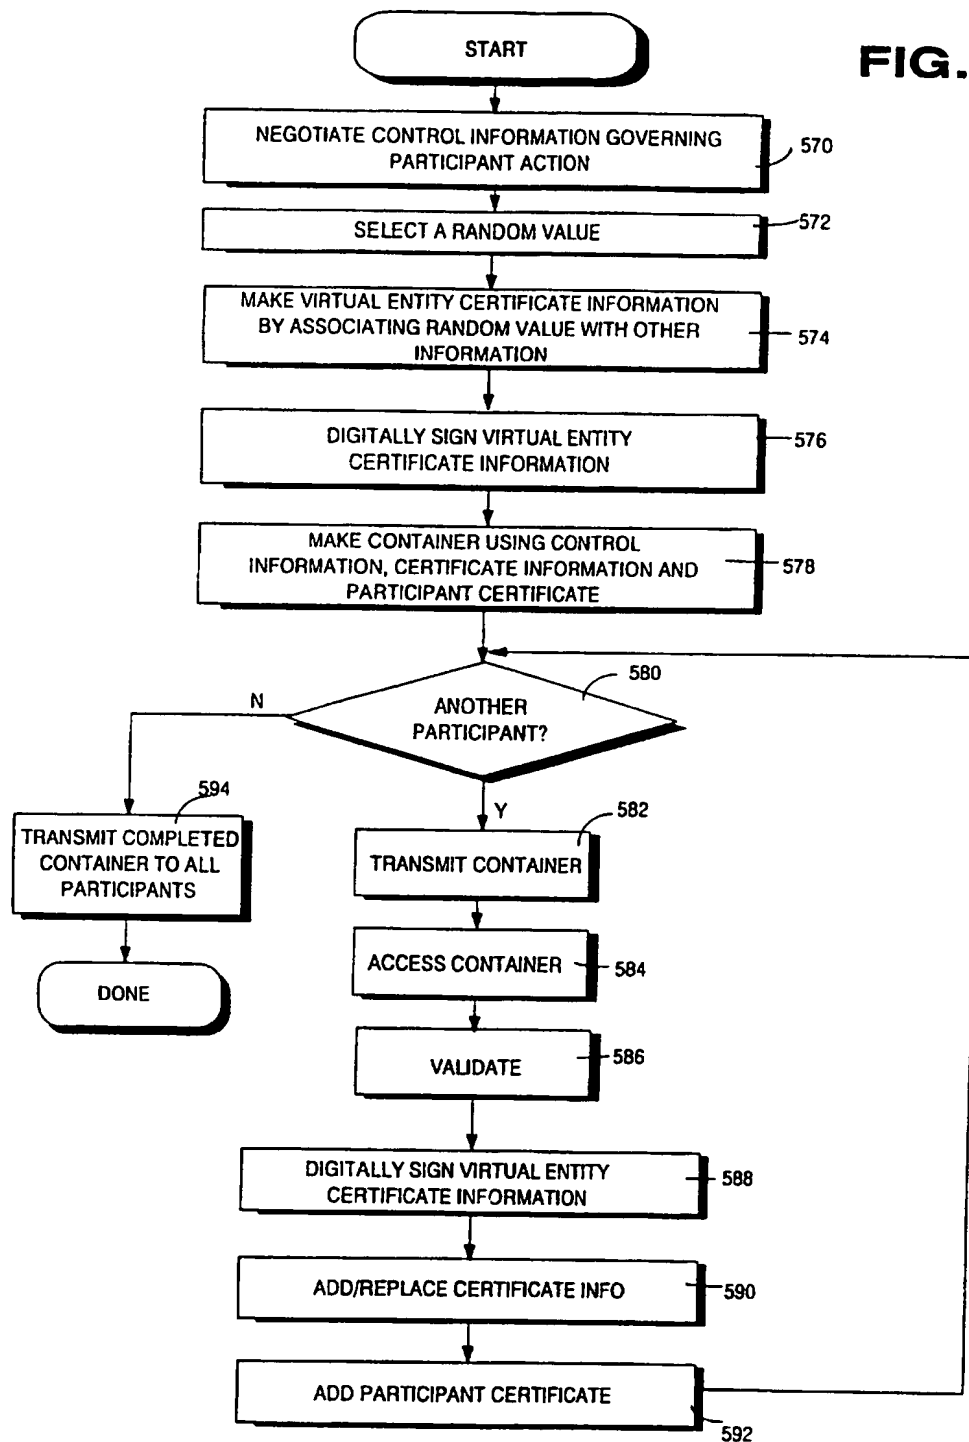 START
FIG.
NEGOTIATE CONTROL INFORMATION GOVERNING
PARTICIPANT ACTION
570
SELECT A RANDOM VALUE
572
MAKE VIRTUAL ENTITY CERTIFICATE INFORMATION
BY ASSOCIATING RANDOM VALUE WITH OTHER
INFORMATION
574
DIGITALLY SIGN VIRTUAL ENTITY
CERTIFICATE INFORMATION
576
MAKE CONTAINER USING CONTROL
INFORMATION, CERTIFICATE INFORMATION AND
PARTICIPANT CERTIFICATE
578
580
ANOTHER
PARTICIPANT?
N
Y
594
TRANSMIT COMPLETED
CONTAINER TO ALL
PARTICIPANTS
DONE
582
TRANSMIT CONTAINER
ACCESS CONTAINER
584
VALIDATE
586
DIGITALLY SIGN VIRTUAL ENTITY
CERTIFICATE INFORMATION
588
ADD/REPLACE CERTIFICATE INFO
590
ADD PARTICIPANT CERTIFICATE
592